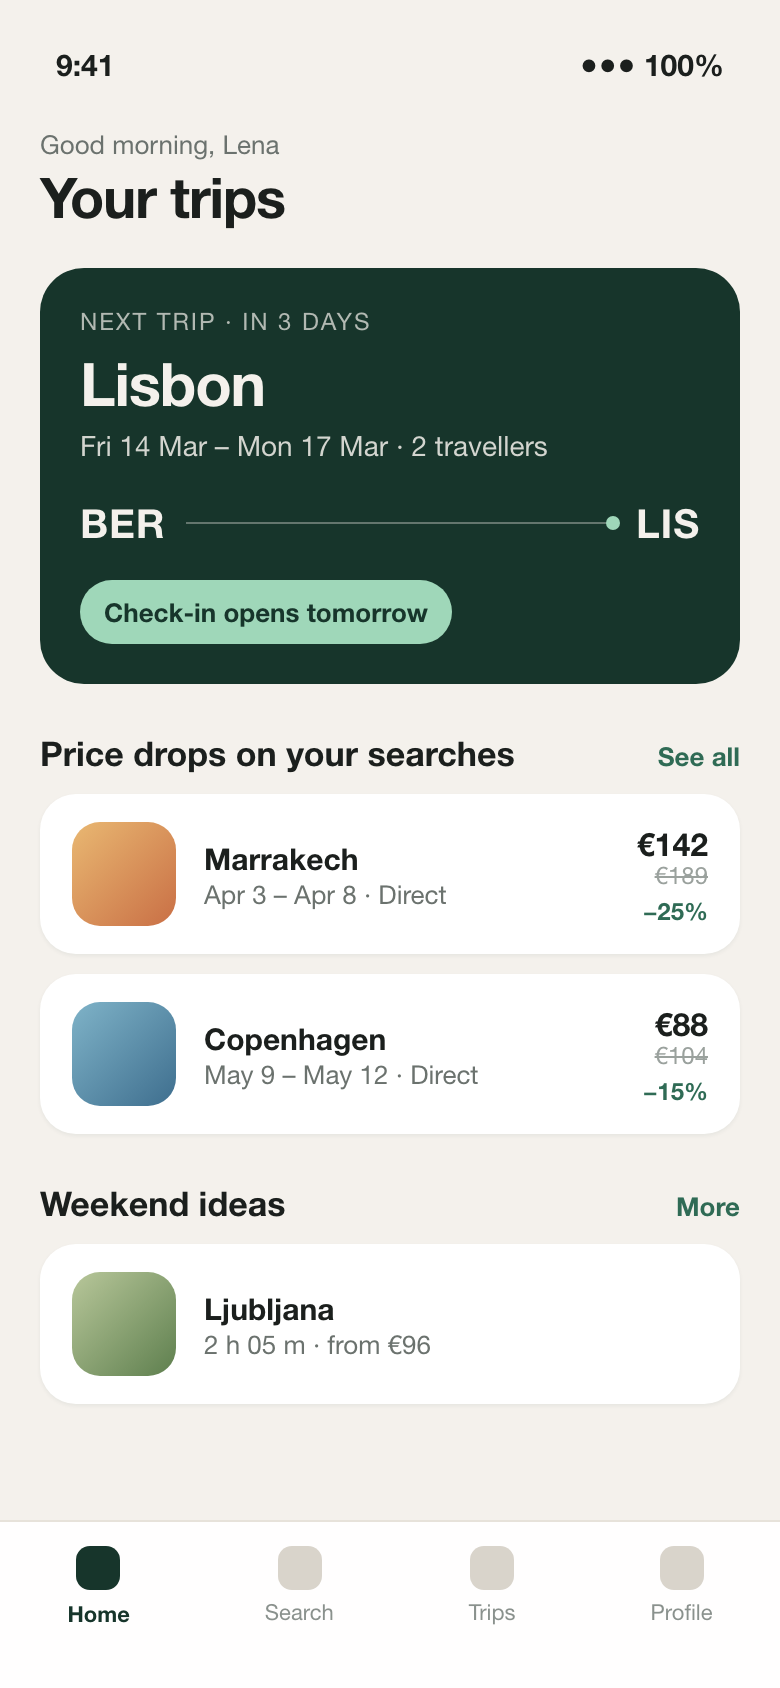 9:41
●●● 100%
Good morning, Lena
Your trips
NEXT TRIP · IN 3 DAYS
Lisbon
Fri 14 Mar – Mon 17 Mar · 2 travellers
BER LIS
Check-in opens tomorrow
Price drops on your searches
See all
Marrakech
Apr 3 – Apr 8 · Direct
€142
€189
−25%
Copenhagen
May 9 – May 12 · Direct
€88
€104
−15%
Weekend ideas
More
Ljubljana
2 h 05 m · from €96
Home
Search
Trips
Profile